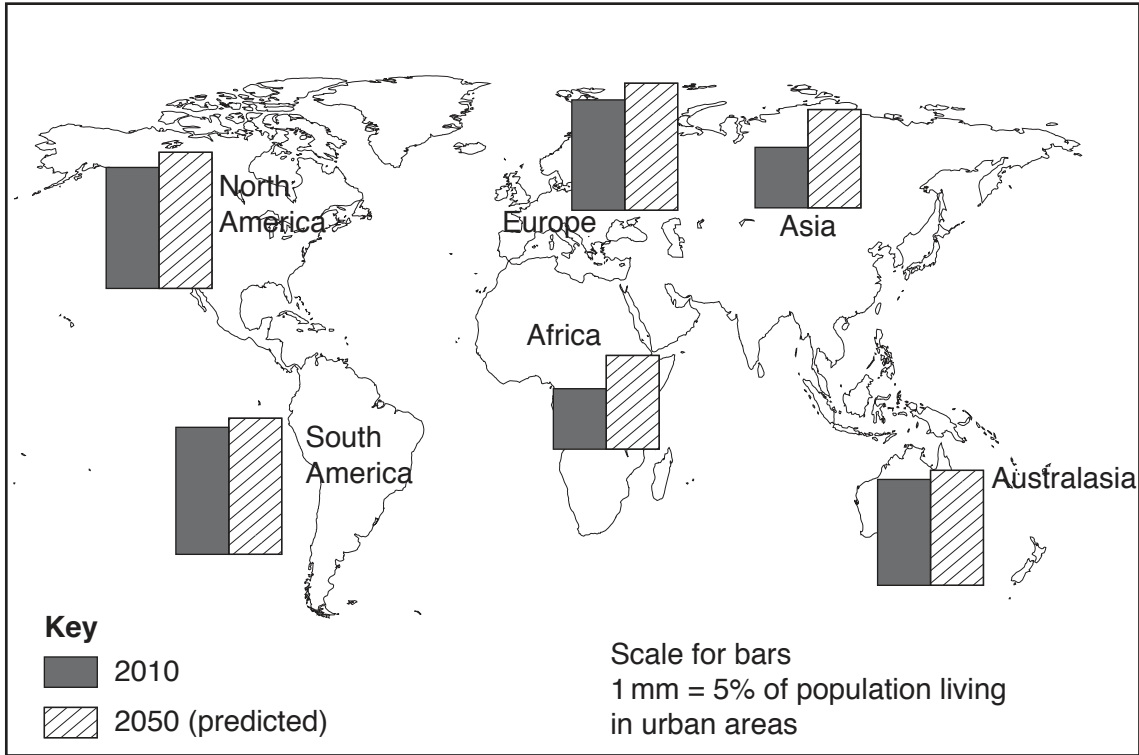 North
America
Europe
Asia
Africa
South
America
Australasia
Key
2010
2050 (predicted)
Scale for bars
1 mm = 5% of population living
in urban areas